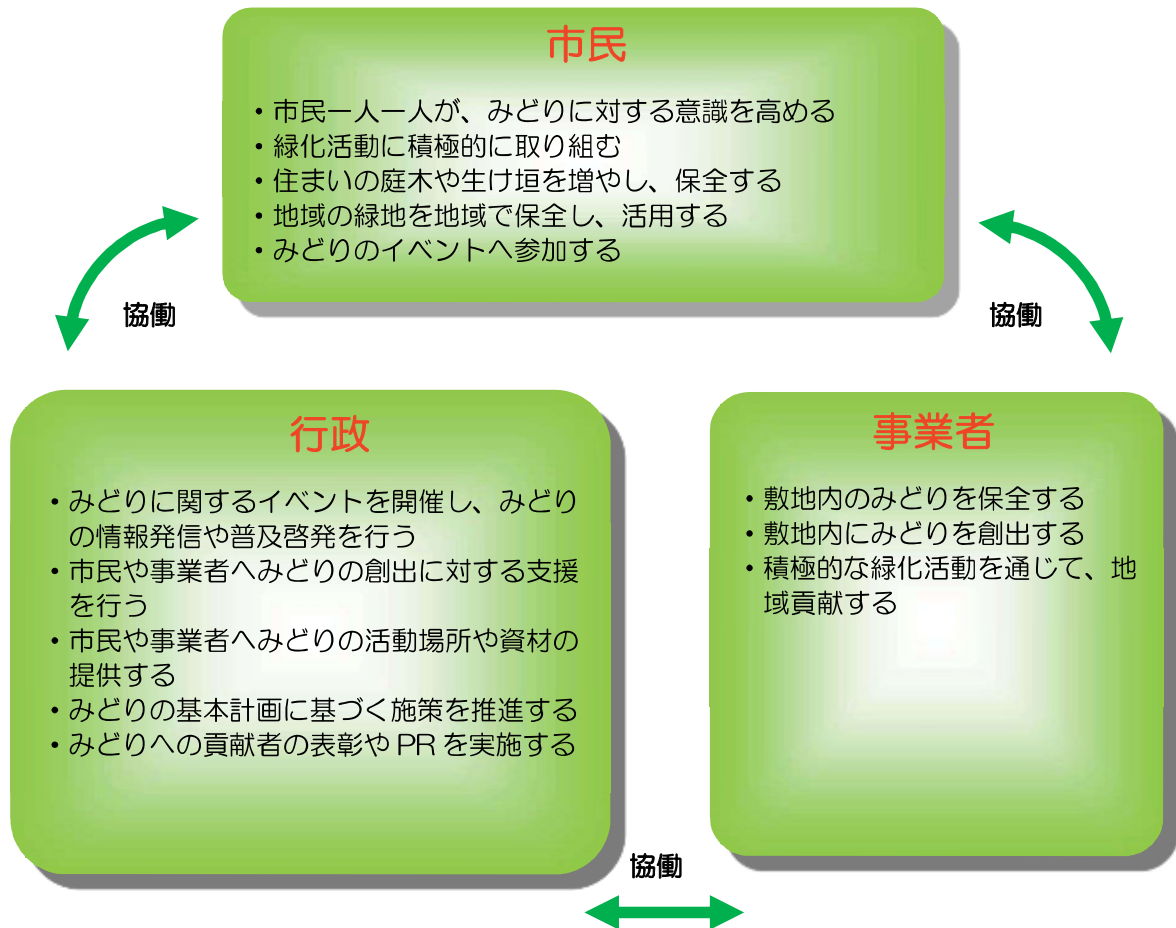 市民
・市民一人一人が、みどりに対する意識を高める
・緑化活動に積極的に取り組む
・住まいの庭木や生け垣を増やし、保全する
・地域の緑地を地域で保全し、活用する
・みどりのイベントへ参加する
協働
協働
行政
・みどりに関するイベントを開催し、みどり
の情報発信や普及啓発を行う
・市民や事業者へみどりの創出に対する支援
を行う
・市民や事業者へみどりの活動場所や資材の
提供する
・みどりの基本計画に基づく施策を推進する
・みどりへの貢献者の表彰や PR を実施する
事業者
・敷地内のみどりを保全する
・敷地内にみどりを創出する
・積極的な緑化活動を通じて、地
域貢献する
協働